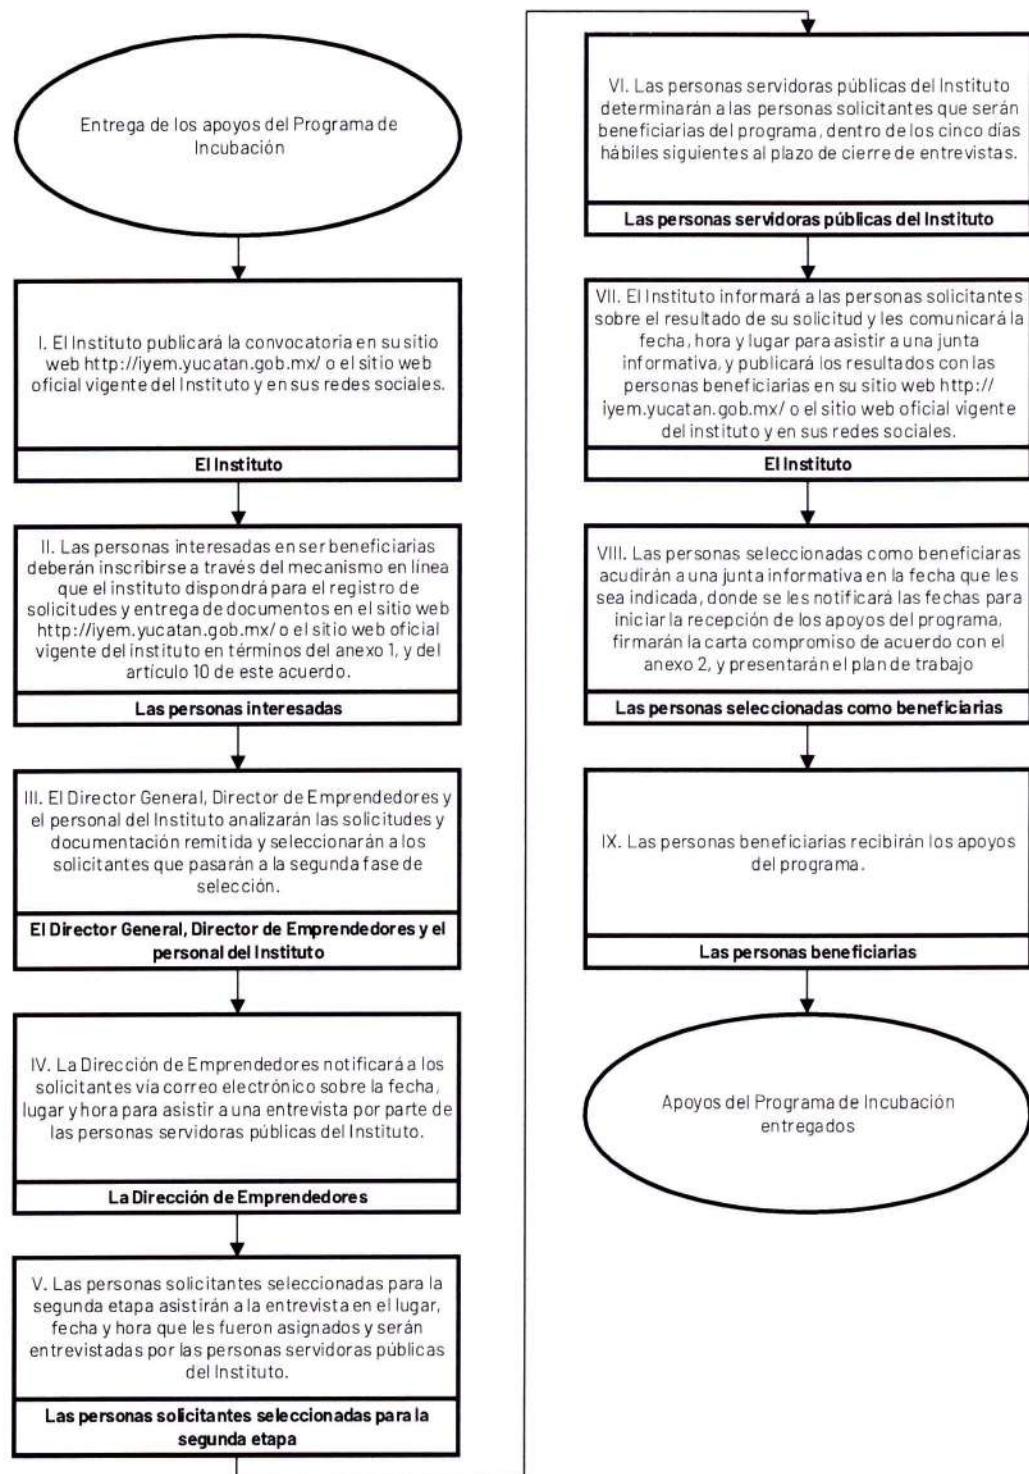 Entrega de los apoyos del Programa de
Incubación
I. El Instituto publicará la convocatoria en su sitio
web http://iyem.yucatan.gob.mx/ o el sitio web
oficial vigente del Instituto y en sus redes sociales.
El Instituto
II. Las personas interesadas en ser beneficiarias
deberán inscribirse a través del mecanismo en línea
que el instituto dispondrá para el registro de
solicitudes y entrega de documentos en el sitio web
http://iyem.yucatan.gob.mx/ o el sitio web oficial
vigente del instituto en términos del anexo 1, y del
artículo 10 de este acuerdo.
Las personas interesadas
III. El Director General, Director de Emprendedores y
el personal del Instituto analizarán las solicitudes y
documentación remitida y seleccionarán a los
solicitantes que pasarán a la segunda fase de
selección.
El Director General, Director de Emprendedores y el
personal del Instituto
IV. La Dirección de Emprendedores notificará a los
solicitantes vía correo electrónico sobre la fecha,
lugar y hora para asistir a una entrevista por parte de
las personas servidoras públicas del Instituto.
La Dirección de Emprendedores
V. Las personas solicitantes seleccionadas para la
segunda etapa asistirán a la entrevista en el lugar,
fecha y hora que les fueron asignados y serán
entrevistadas por las personas servidoras públicas
del Instituto.
Las personas solicitantes seleccionadas para la
segunda etapa
VI. Las personas servidoras públicas del Instituto
determinarán a las personas solicitantes que serán
beneficiarias del programa, dentro de los cinco días
hábiles siguientes al plazo de cierre de entrevistas.
Las personas servidoras públicas del Instituto
VII. El Instituto informará a las personas solicitantes
sobre el resultado de su solicitud y les comunicará la
fecha, hora y lugar para asistir a una junta
informativa, y publicará los resultados con las
personas beneficiarias en su sitio web http://
iyem.yucatan.gob.mx/ o el sitio web oficial vigente
del instituto y en sus redes sociales.
El Instituto
VIII. Las personas seleccionadas como beneficiaras
acudirán a una junta informativa en la fecha que les
sea indicada, donde se les notificará las fechas para
iniciar la recepción de los apoyos del programa,
firmarán la carta compromiso de acuerdo con el
anexo 2, y presentarán el plan de trabajo
Las personas seleccionadas como beneficiarias
IX. Las personas beneficiarias recibirán los apoyos
del programa.
Las personas beneficiarias
Apoyos del Programa de Incubación
entregados